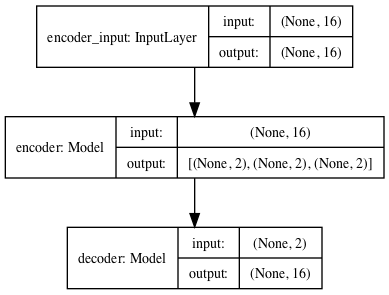 encoder_input: InputLayer
input:
(None, 16)
output:
(None, 16)
encoder: Model
input:
(None, 16)
output:
[(None, 2), (None, 2), (None, 2)]
decoder: Model
input:
(None, 2)
output:
(None, 16)